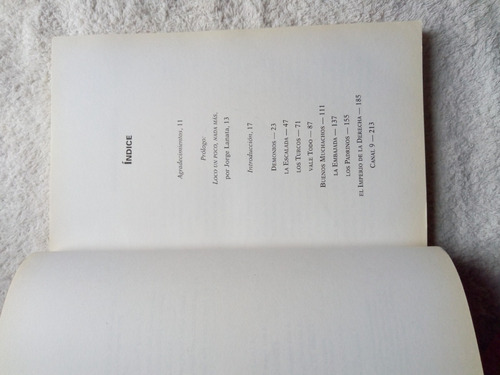 ÍNDICE
Agradecimientos, 11
Prólogo:
LOCO UN POCO, NADA MÁS,
por Jorge Lanata, 13
Introducción, 17
DEMONIOS — 23
LA ESCALADA — 47
LOS TURCOS — 71
VALE TODO — 87
BUENOS MUCHACHOS — 111
LA EMBAJADA — 137
LOS PADRINOS — 155
EL IMPERIO DE LA DERECHA — 185
CANAL 9 — 213